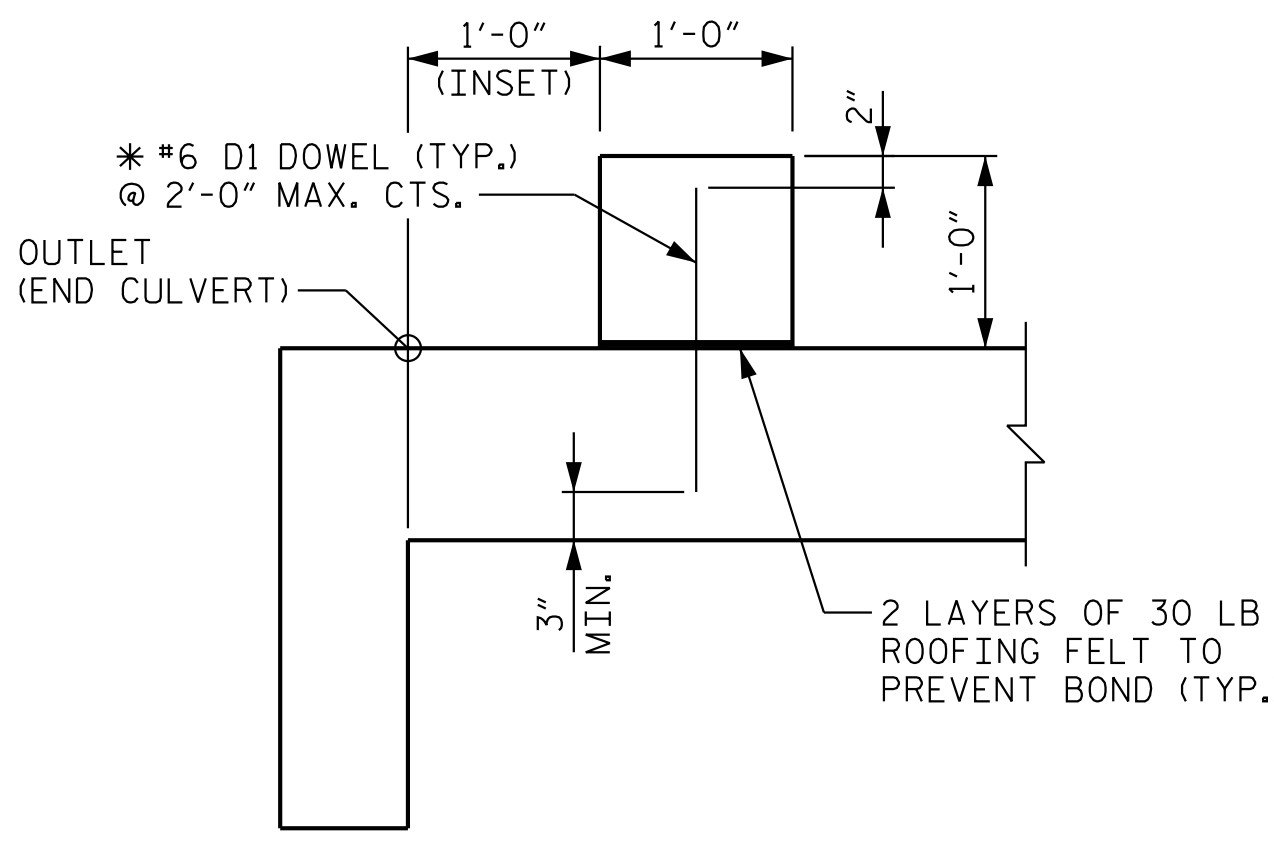 1'-0"
(INSET)
1'-0"
2"
✳ #6 D1 DOWEL (TYP.)
@ 2'-0" MAX. CTS.
1'-0"
OUTLET
(END CULVERT)
3"
MIN.
2 LAYERS OF 30 LB
ROOFING FELT TO
PREVENT BOND (TYP.